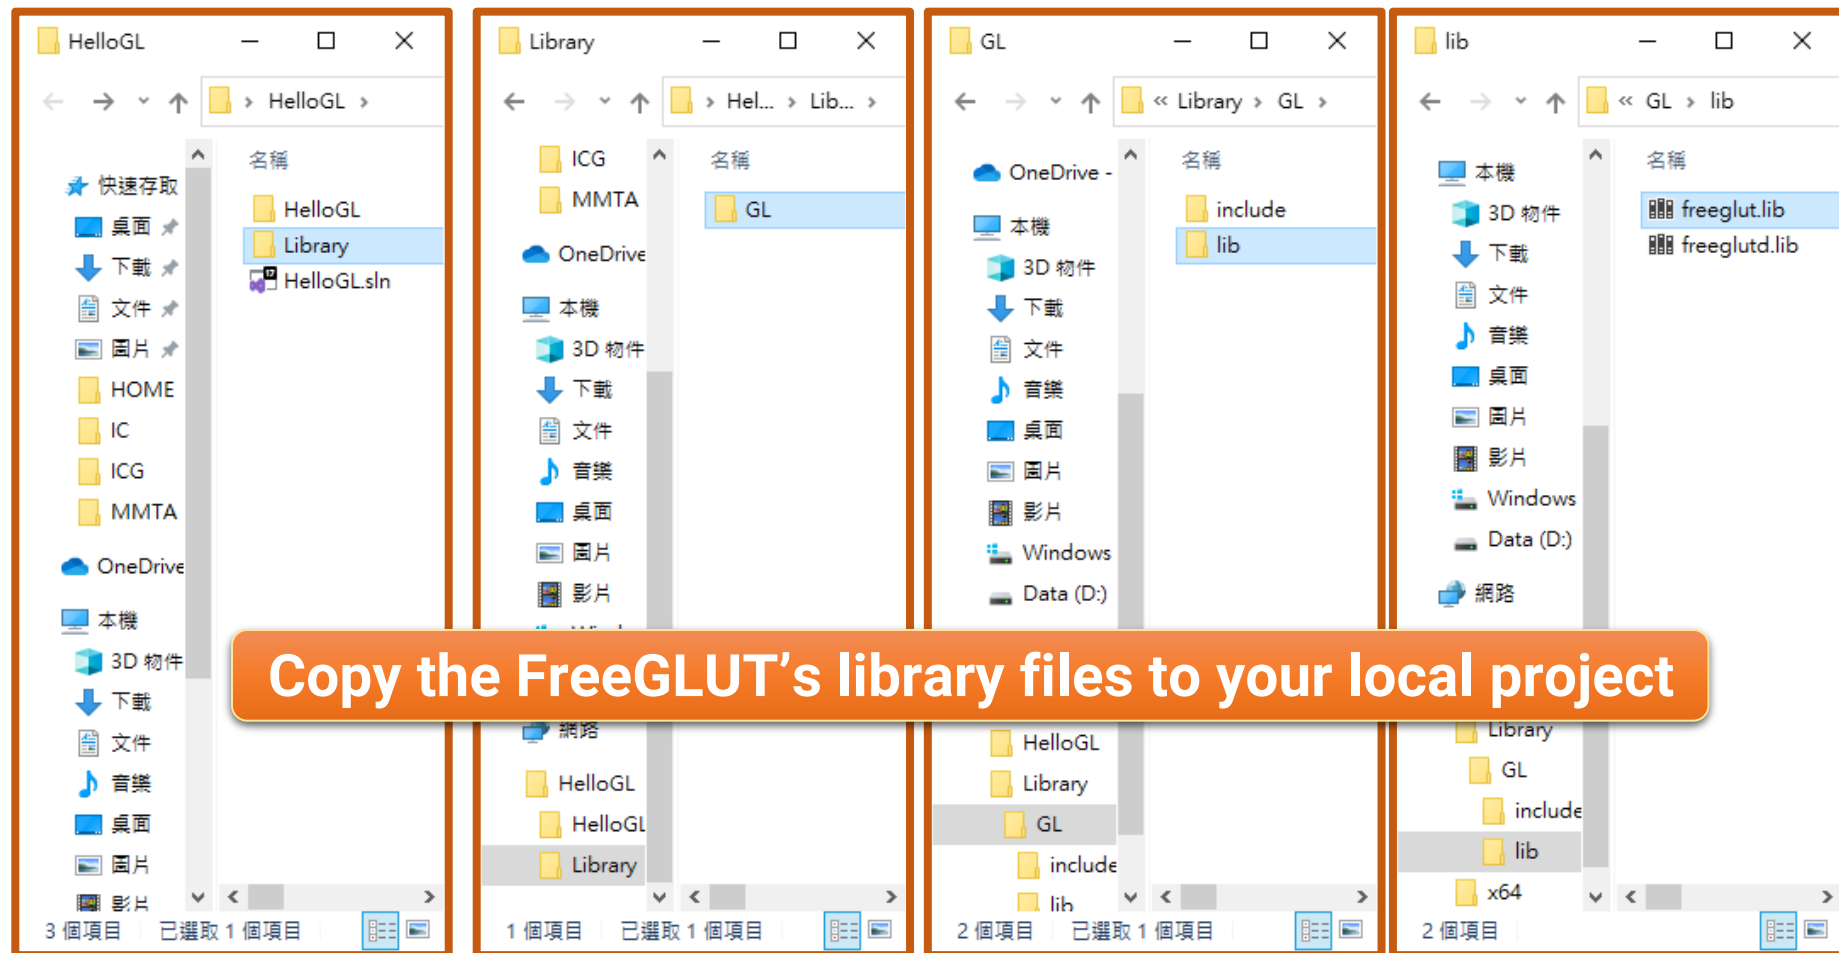 HelloGL
HelloGL
名稱
快速存取
桌面
下載
文件
圖片
HOME
IC
ICG
MMTA
OneDrive
本機
3D 物件
下載
文件
音樂
桌面
圖片
影片
HelloGL
Library
HelloGL.sln
3 個項目 已選取 1 個項目
Library
Hel... Lib...
名稱
ICG
MMTA
OneDrive
本機
3D 物件
下載
文件
音樂
桌面
圖片
影片
網路
HelloGL
HelloGL
Library
GL
1 個項目 已選取 1 個項目
GL
« Library GL
名稱
OneDrive -
本機
3D 物件
下載
文件
音樂
桌面
圖片
影片
Windows
Data (D:)
HelloGL
Library
GL
include
lib
include
lib
2 個項目 已選取 1 個項目
lib
« GL lib
名稱
本機
3D 物件
下載
文件
音樂
桌面
圖片
影片
Windows
Data (D:)
網路
Library
GL
include
lib
x64
freeglut.lib
freeglutd.lib
2 個項目
Copy the FreeGLUT’s library files to your local project